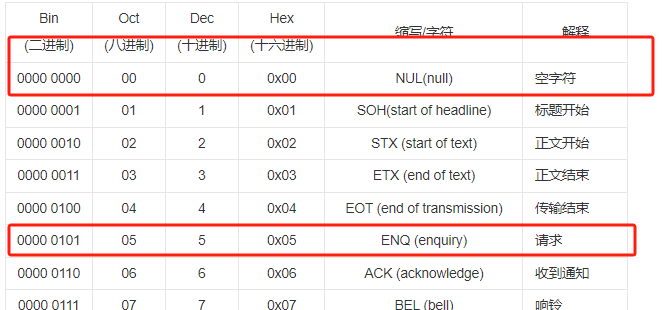 Bin Oct Dec Hex 缩写/字符 解释
(二进制) (八进制) (十进制) (十六进制)
0000 0000 00 0 0x00 NUL(null) 空字符
0000 0001 01 1 0x01 SOH(start of headline) 标题开始
0000 0010 02 2 0x02 STX (start of text) 正文开始
0000 0011 03 3 0x03 ETX (end of text) 正文结束
0000 0100 04 4 0x04 EOT (end of transmission) 传输结束
0000 0101 05 5 0x05 ENQ (enquiry) 请求
0000 0110 06 6 0x06 ACK (acknowledge) 收到通知
0000 0111 07 7 0x07 BEL (bell) 响铃